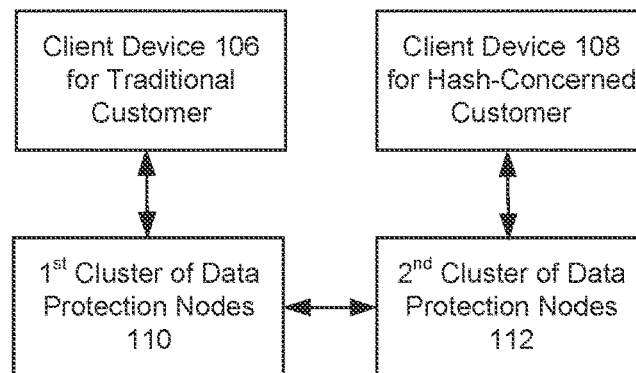 Client Device 106
for Traditional
Customer
Client Device 108
for Hash-Concerned
Customer
1st Cluster of Data
Protection Nodes
110
2nd Cluster of Data
Protection Nodes
112